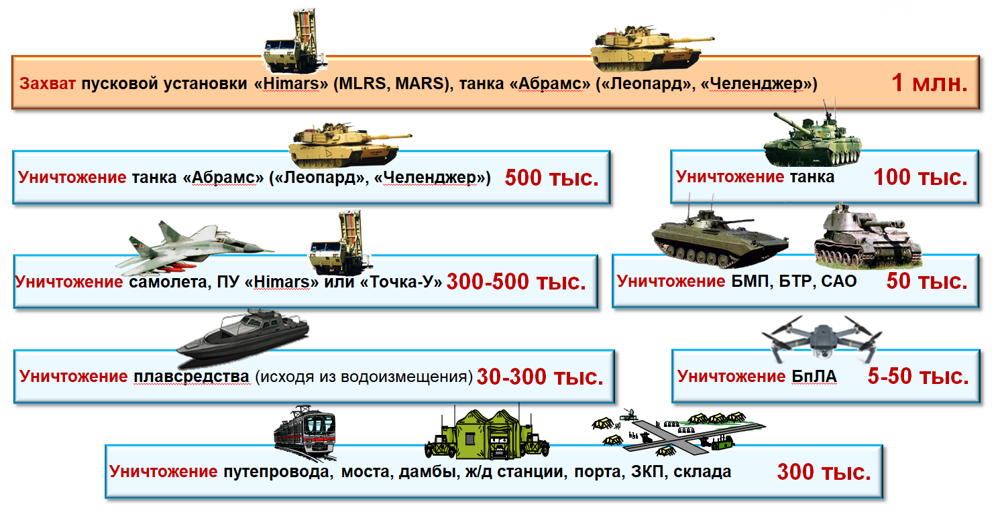 Захват пусковой установки «Himars» (MLRS, MARS), танка «Абрамс» («Леопард», «Челенджер») 1 млн.
Уничтожение танка «Абрамс» («Леопард», «Челенджер») 500 тыс.
Уничтожение танка 100 тыс.
Уничтожение самолета, ПУ «Himars» или «Точка-У» 300-500 тыс.
Уничтожение БМП, БТР, САО 50 тыс.
Уничтожение плавсредства (исходя из водоизмещения) 30-300 тыс.
Уничтожение БпЛА 5-50 тыс.
Уничтожение путепровода, моста, дамбы, ж/д станции, порта, ЗКП, склада 300 тыс.